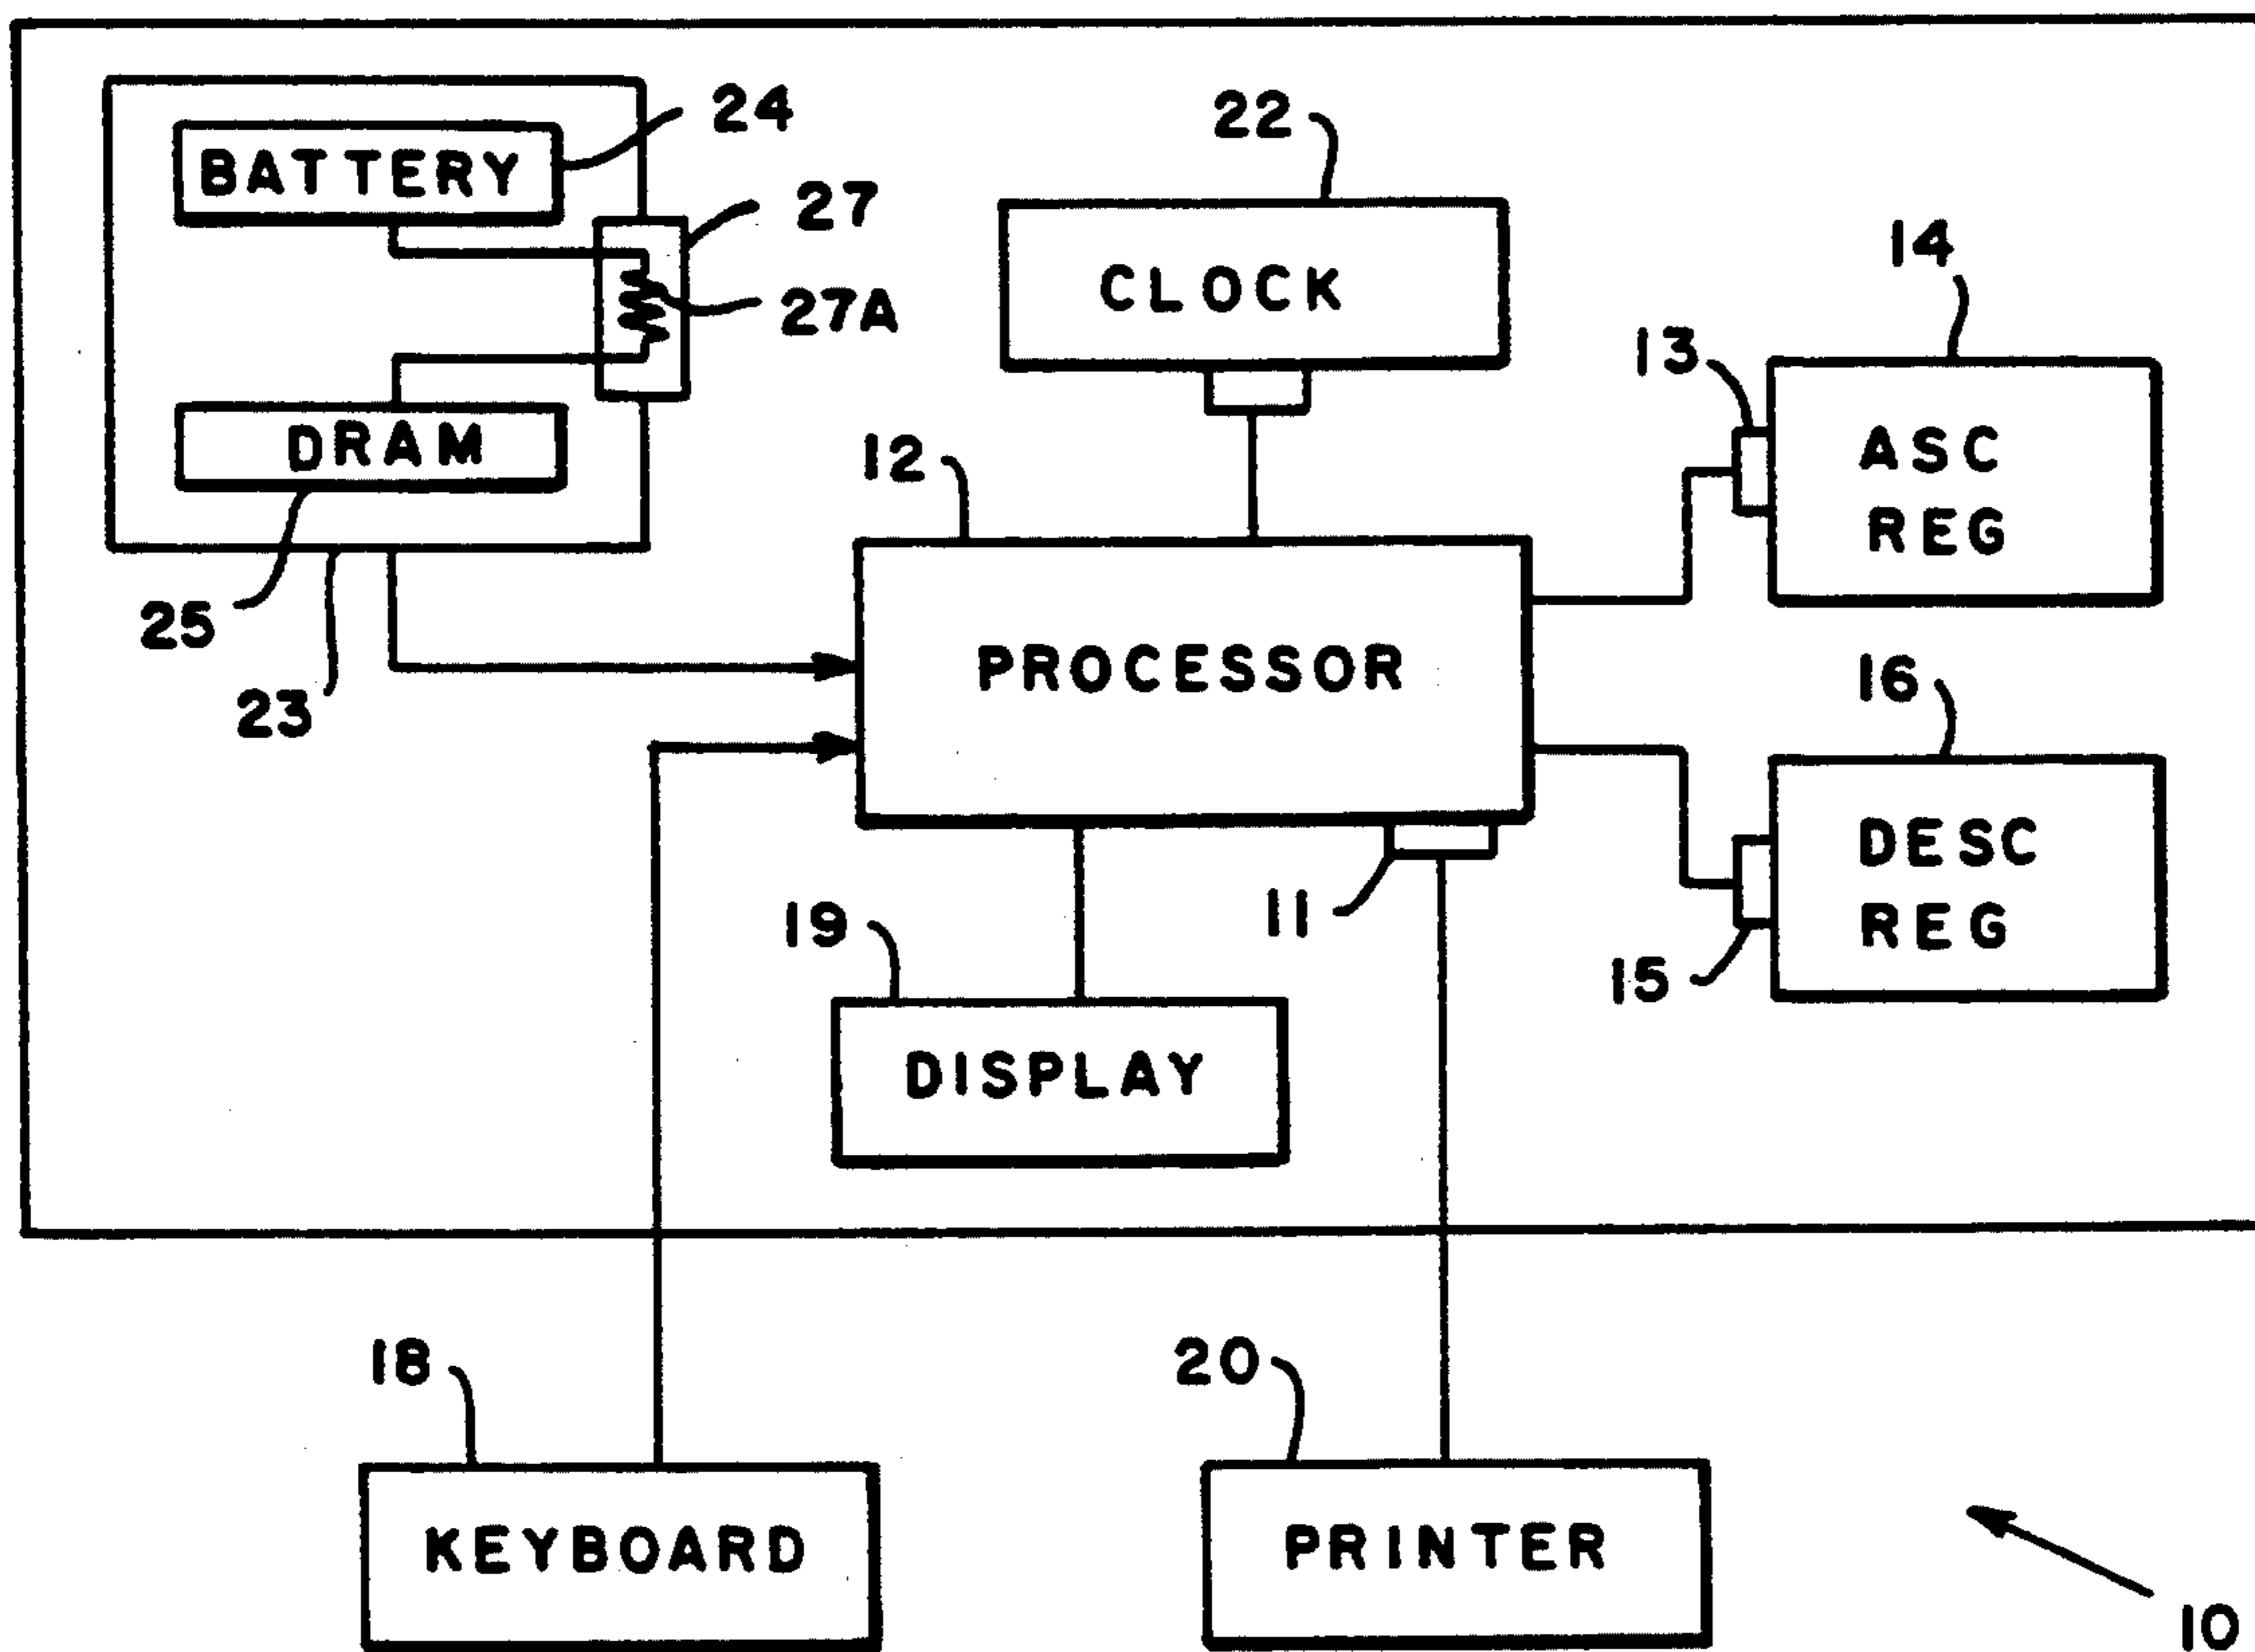 24
BATTERY
22
27
14
CLOCK
27A
13
DRAM
12
ASC
REG
25
PROCESSOR
16
23
DESC
REG
11
19
15
DISPLAY
18
20
KEYBOARD
PRINTER
10